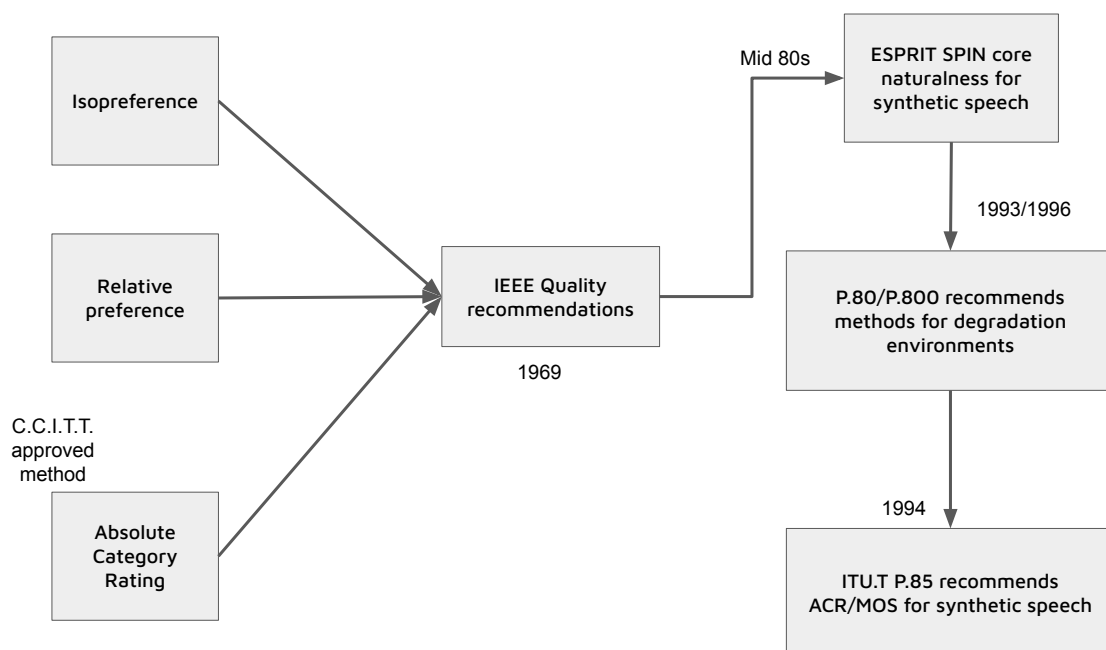 Isopreference
Relative
preference
C.C.I.T.T.
approved
method
Absolute
Category
Rating
IEEE Quality
recommendations
1969
Mid 80s
ESPRIT SPIN core
naturalness for
synthetic speech
1993/1996
P.80/P.800 recommends
methods for degradation
environments
1994
ITU.T P.85 recommends
ACR/MOS for synthetic speech